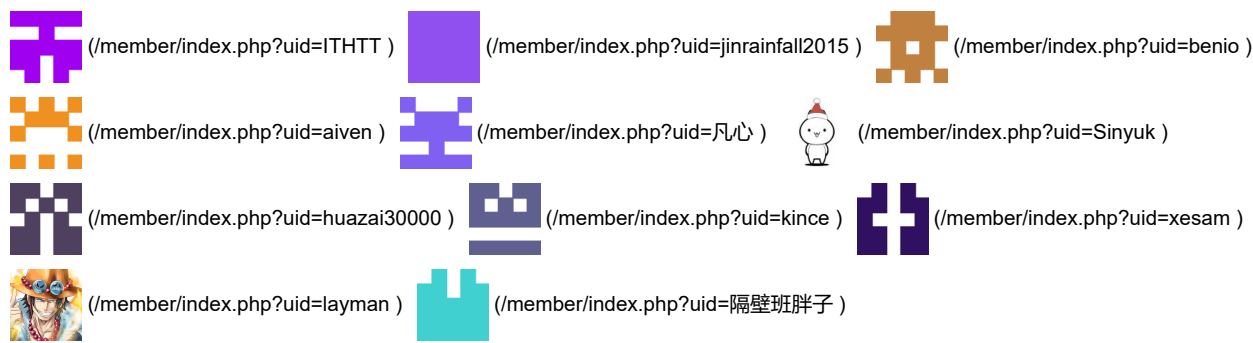 (/member/index.php?uid=ITHTT ) (/member/index.php?uid=jinrainfall2015 ) (/member/index.php?uid=benio )
(/member/index.php?uid=aiven ) (/member/index.php?uid=凡心 ) (/member/index.php?uid=Sinyuk )
(/member/index.php?uid=huazai30000 ) (/member/index.php?uid=kince ) (/member/index.php?uid=xesam )
(/member/index.php?uid=layman ) (/member/index.php?uid=隔壁班胖子 )